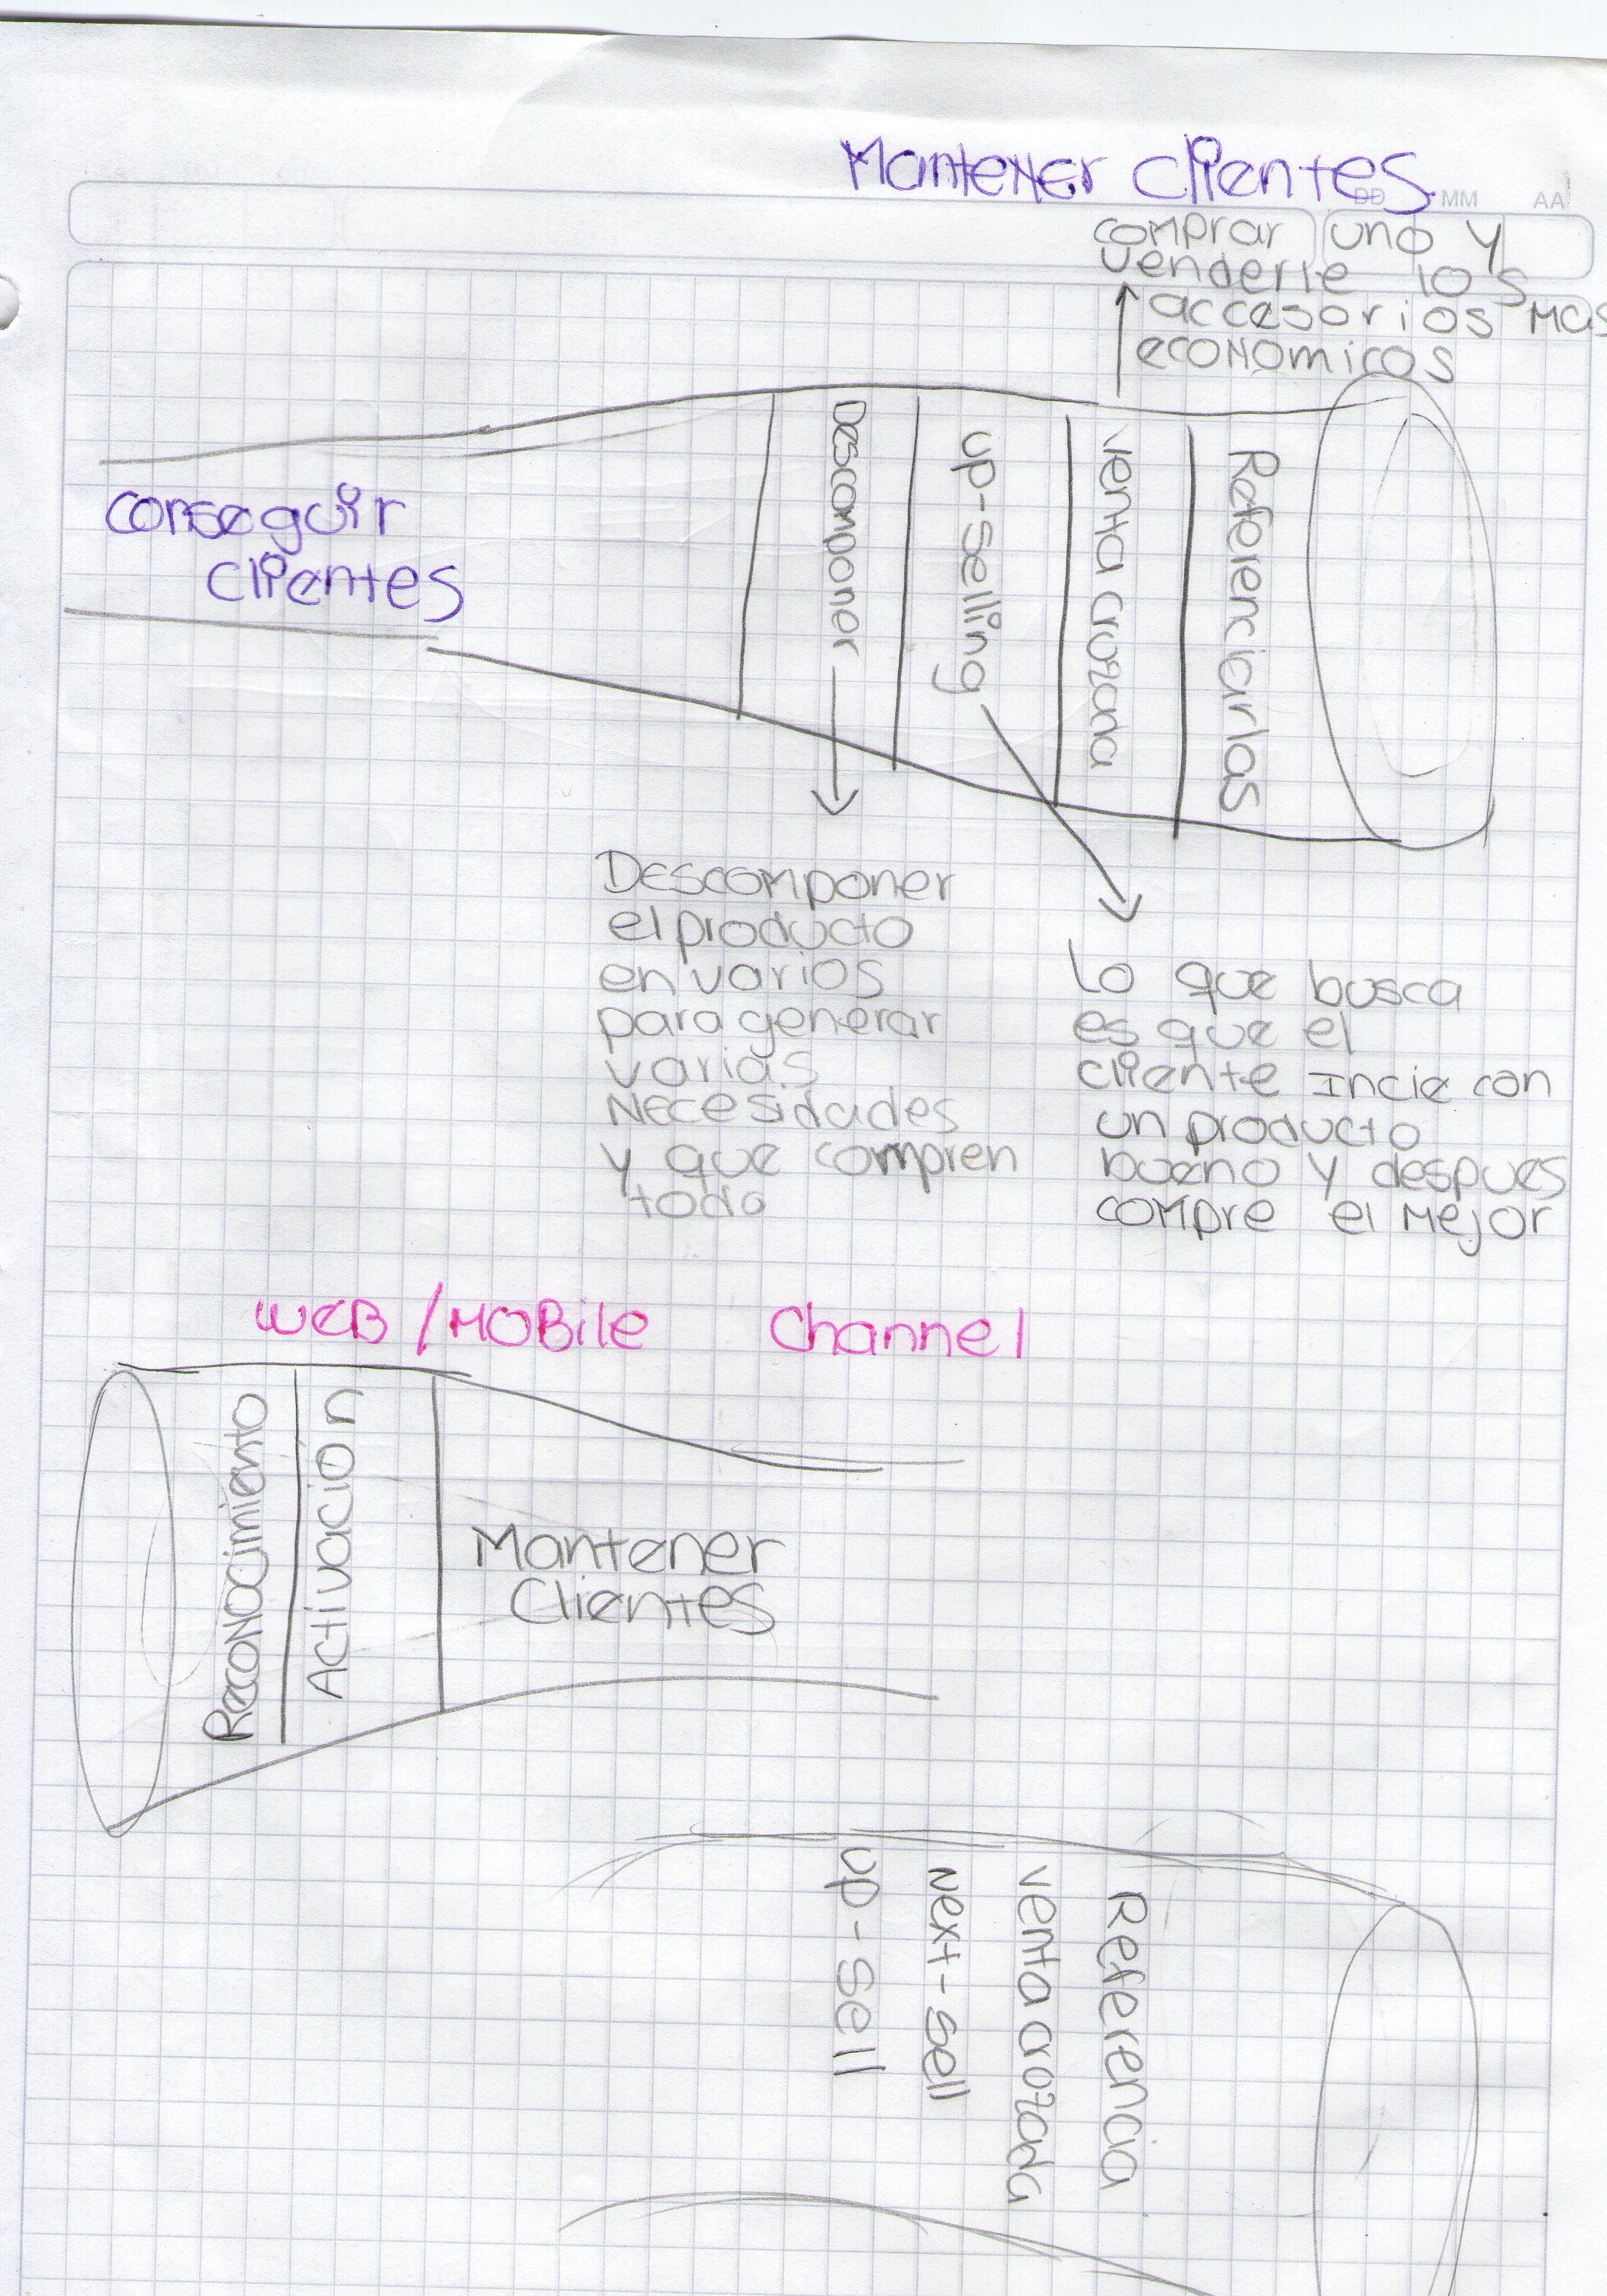 Mantener clientes
DD MM AA
comprar uno y
venderle los
accesorios mas
economicos
conseguir
clientes
Descomponer
up-selling
venta cruzada
Referenciarlas
Descomponer
el producto
en varios
para generar
varias
Necesidades
y que compren
todo
Lo que busca
es que el
cliente Incie con
un producto
bueno y despues
compre el Mejor
WEB/MOBile Channel
Reconocimiento
Activacion
Mantener
Clientes
up-sell
next-sell
venta cruzada
Referencia